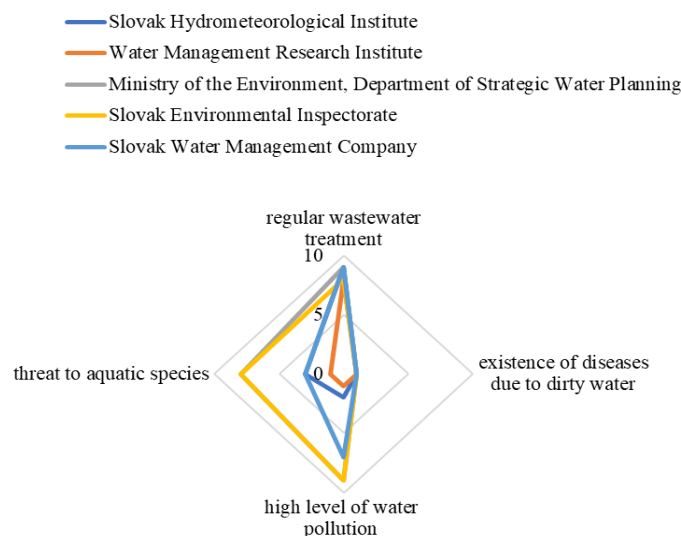 Slovak Hydrometeorological Institute
Water Management Research Institute
Ministry of the Environment, Department of Strategic Water Planning
Slovak Environmental Inspectorate
Slovak Water Management Company
regular wastewater
treatment
10
5
threat to aquatic species
0
existence of diseases
due to dirty water
high level of water
pollution